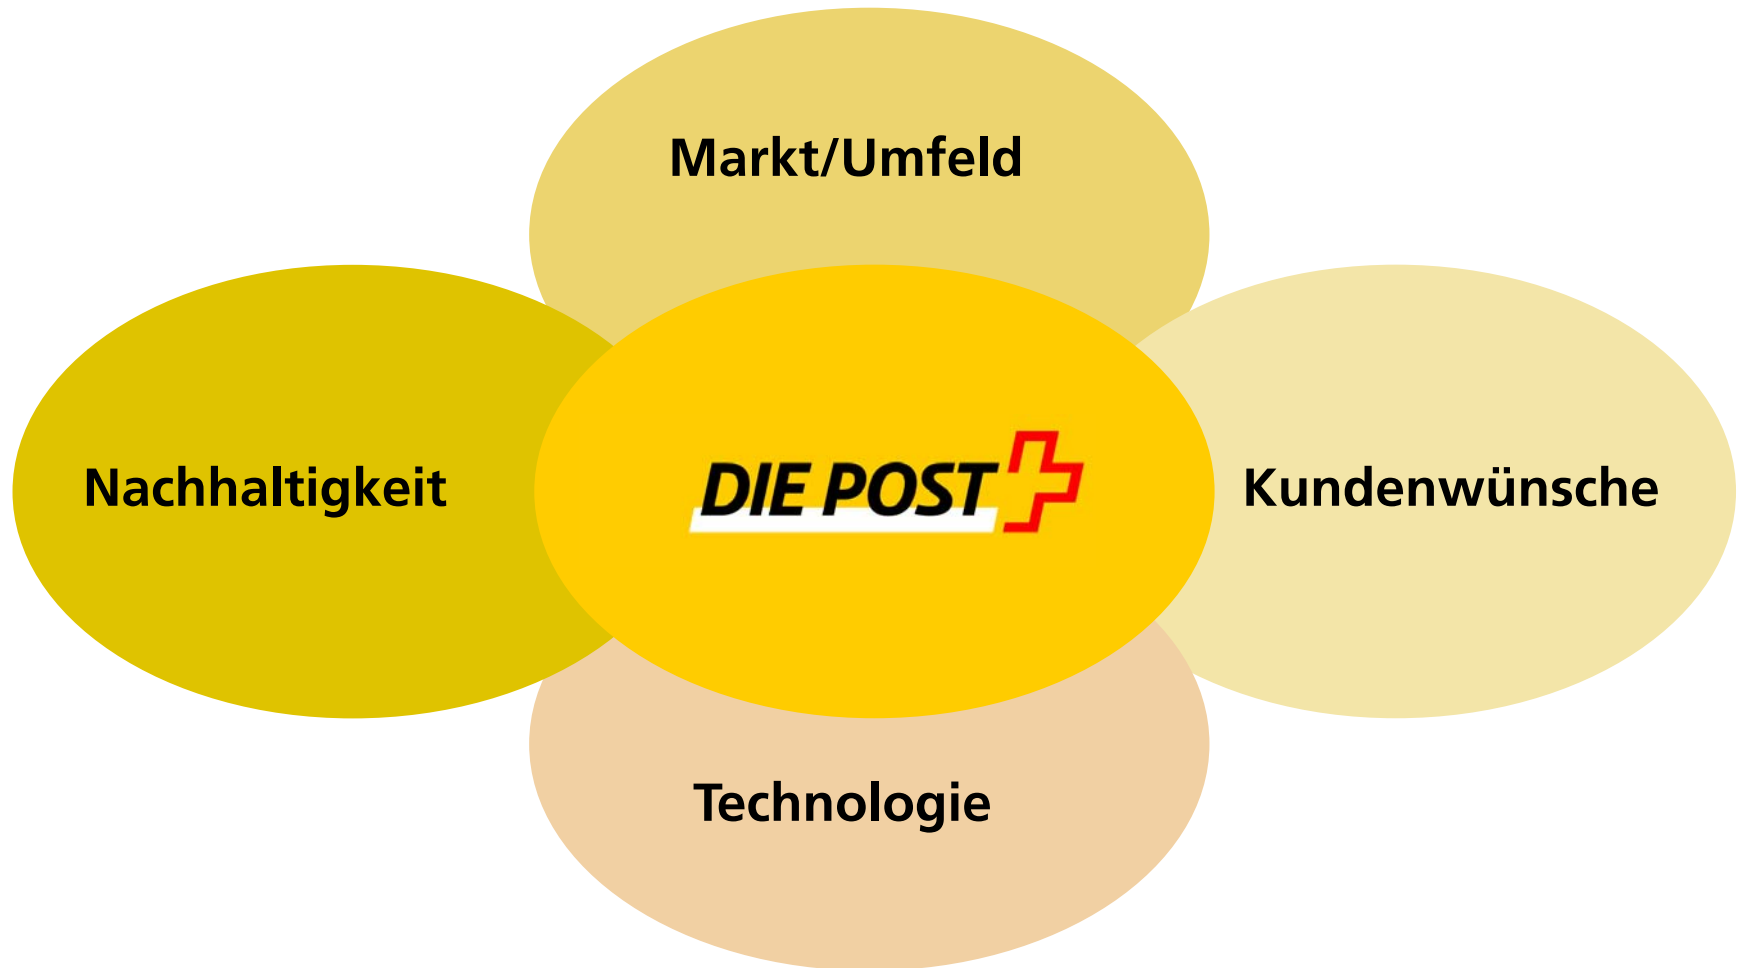 Markt/Umfeld
Nachhaltigkeit
DIE POST
Kundenwünsche
Technologie